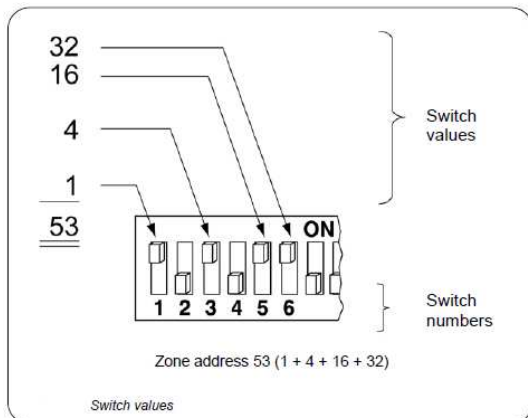 32
16
4
1
53
Switch values
ON
1 2 3 4 5 6
Switch numbers
Zone address 53 (1 + 4 + 16 + 32)
Switch values